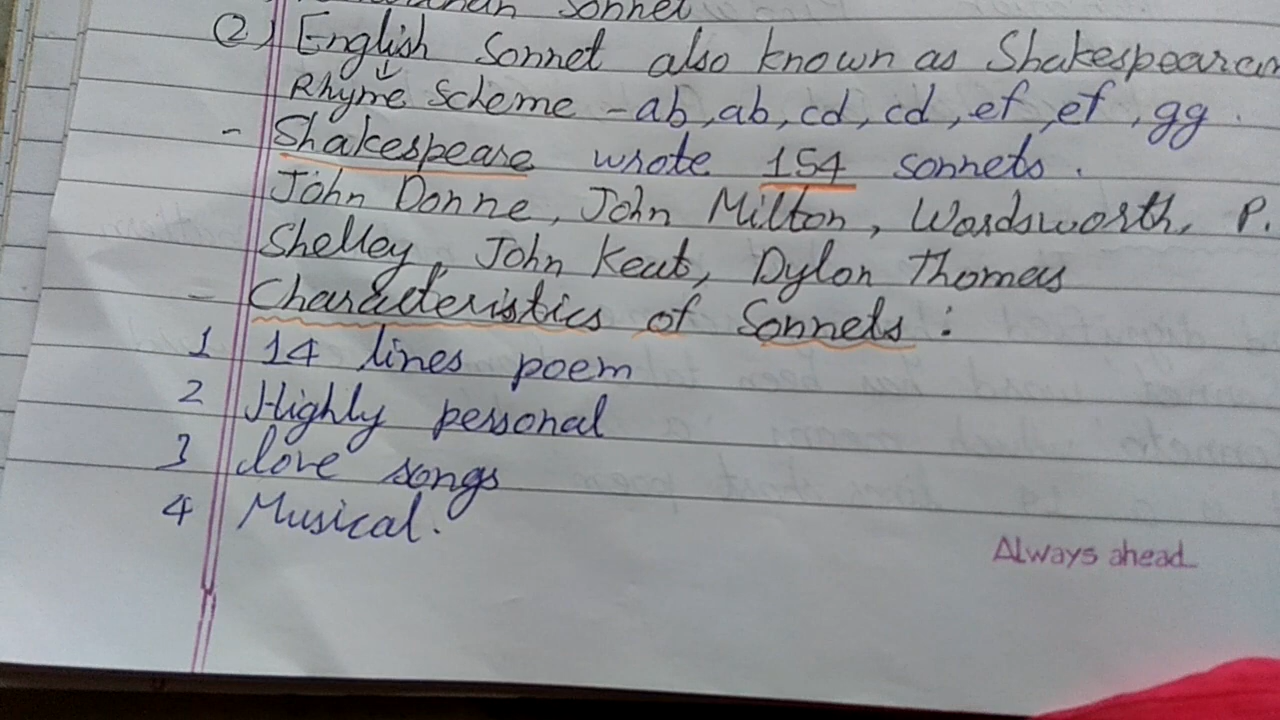 Sonnet
(2) English Sonnet also known as Shakespearean
Rhyme Scheme - ab, ab, cd, cd, ef, ef, gg.
- Shakespeare wrote 154 sonnets.
John Donne, John Milton, Wordsworth, P.
Shelley, John Keats, Dylon Thomas
- Characteristics of Sonnets :
1 14 lines poem
2 Highly personal
3 love songs
4 Musical.
Always ahead